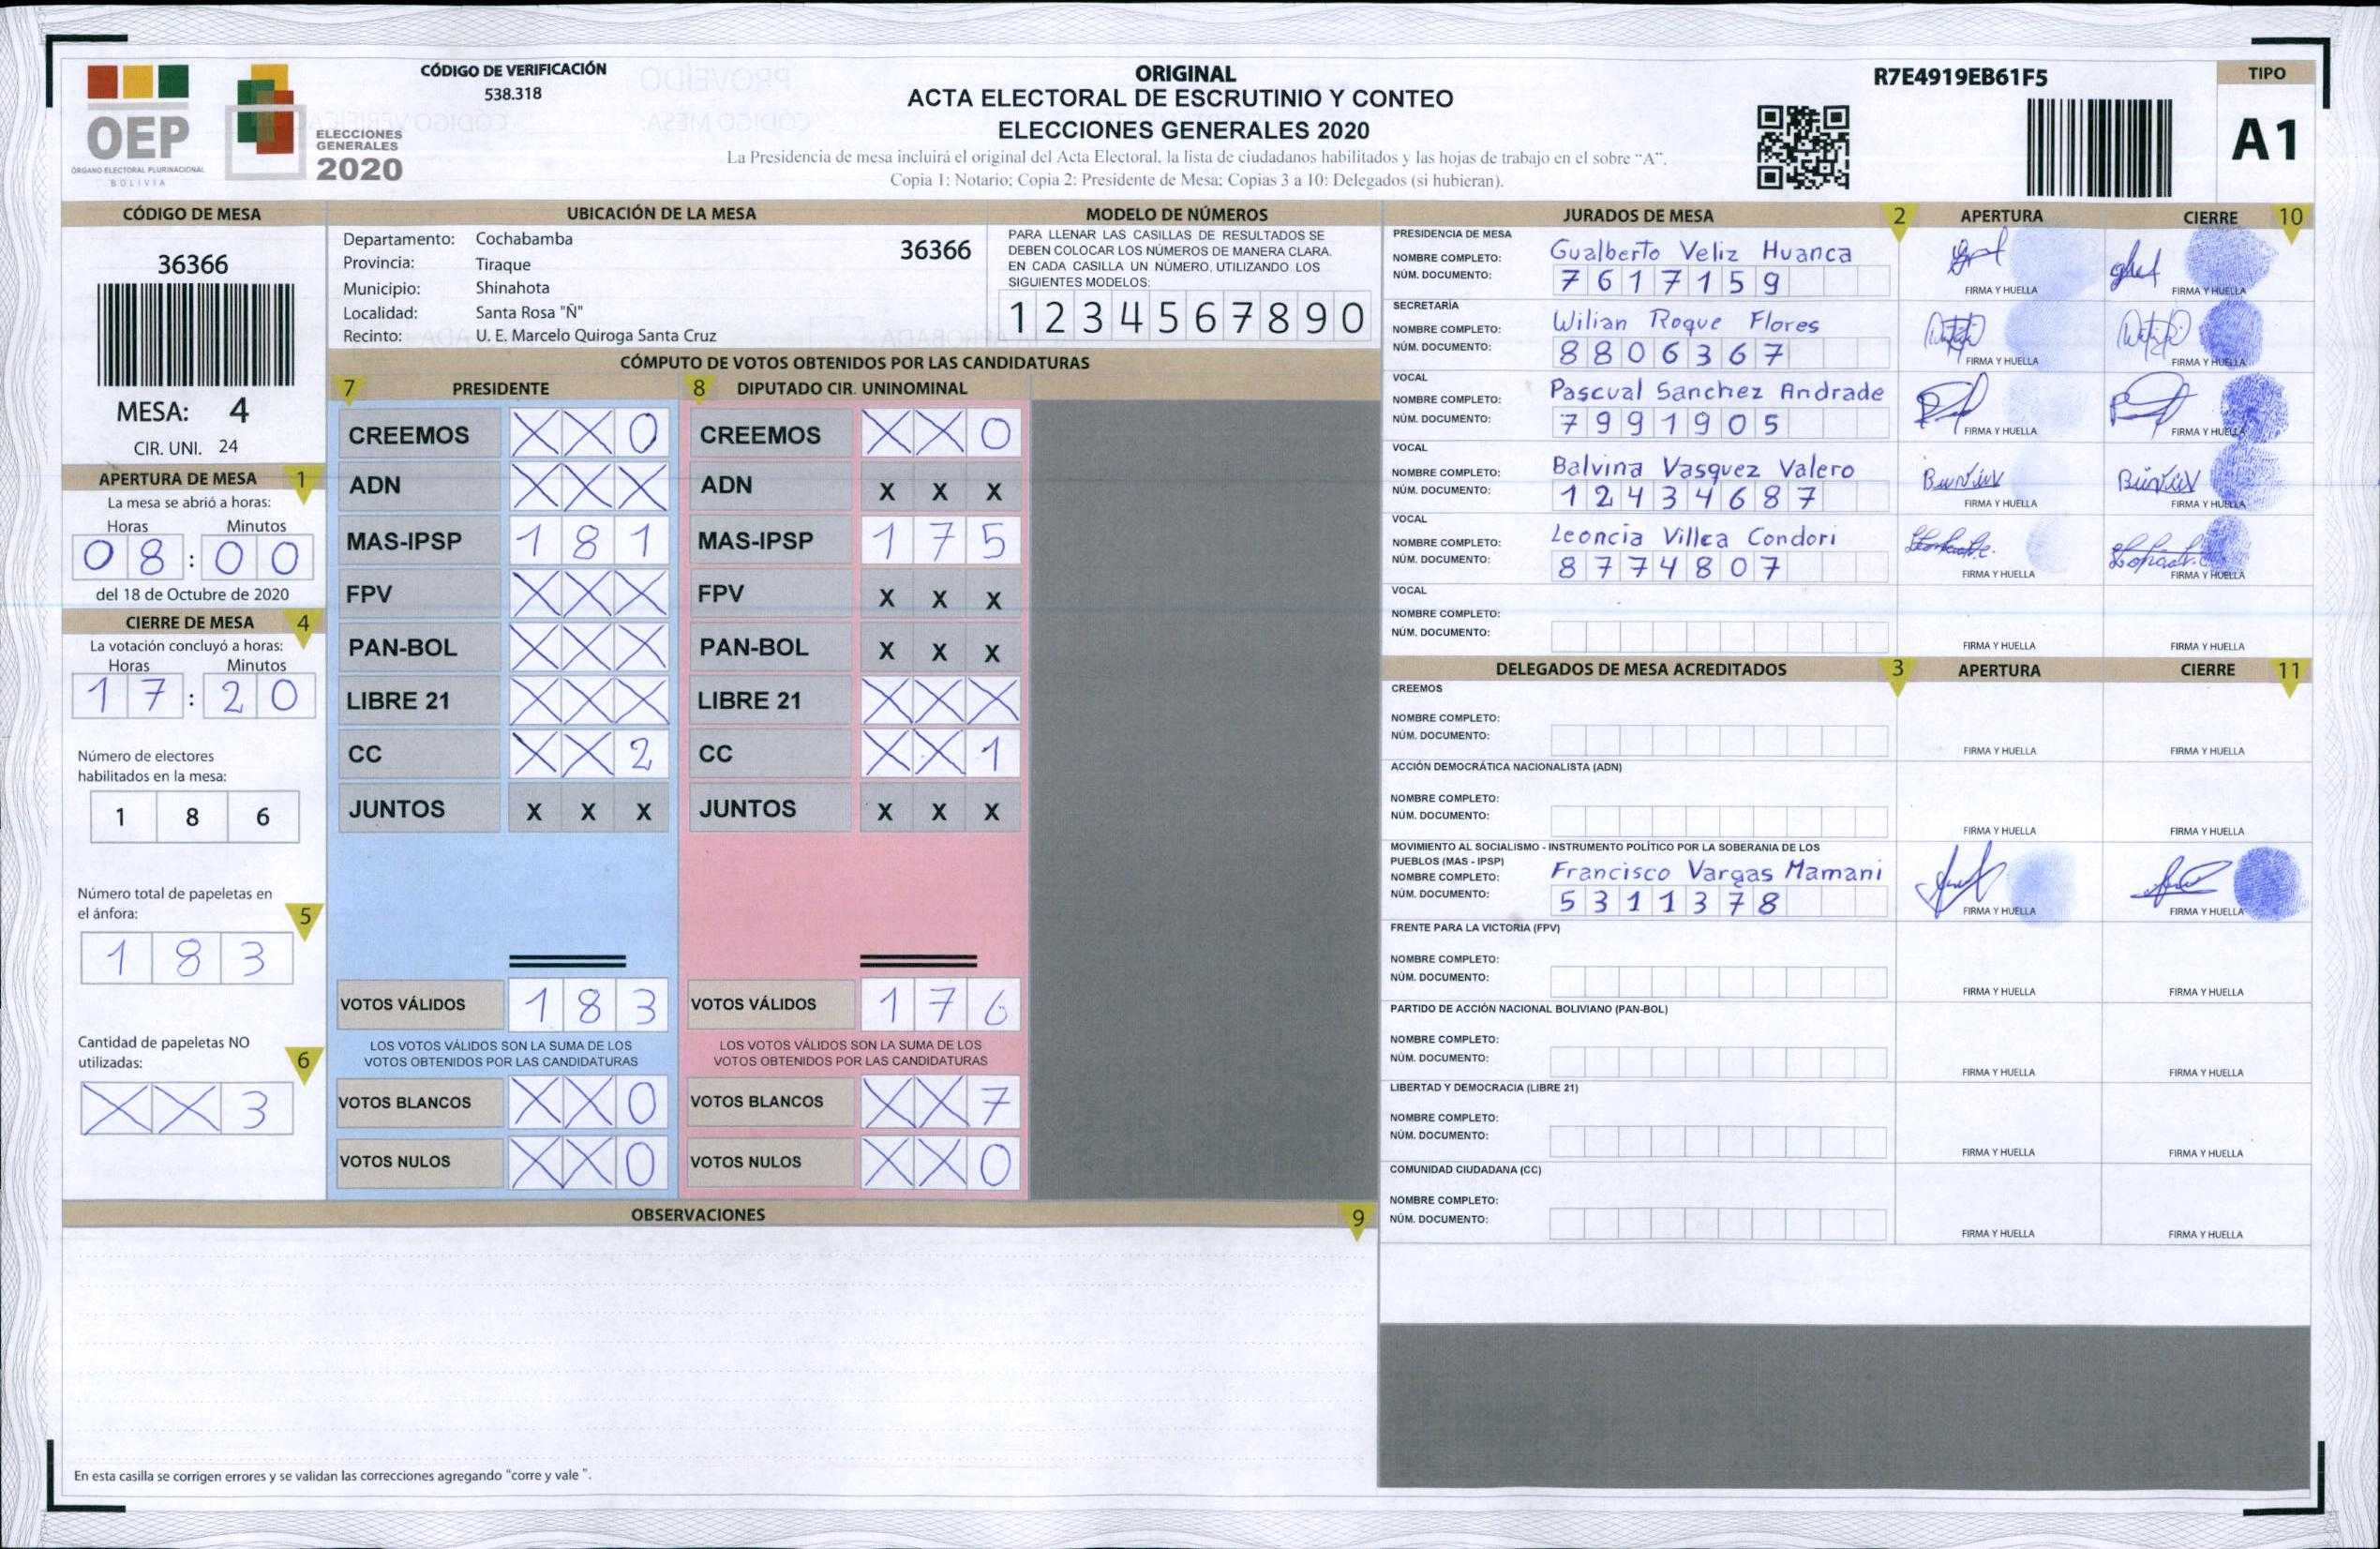 CÓDIGO DE VERIFICACIÓN
538.318
ORIGINAL
ACTA ELECTORAL DE ESCRUTINIO Y CONTEO
ELECCIONES GENERALES 2020
La Presidencia de mesa incluirá el original del Acta Electoral, la lista de ciudadanos habilitados y las hojas de trabajo en el sobre "A".
Copia 1: Notario; Copia 2: Presidente de Mesa; Copias 3 a 10: Delegados (si hubieran).
R7E4919EB61F5
TIPO
A1
OEP
ÓRGANO ELECTORAL PLURINACIONAL
BOLIVIA
ELECCIONES
GENERALES
2020
CÓDIGO DE MESA
36366
MESA: 4
CIR. UNI. 24
APERTURA DE MESA 1
La mesa se abrió a horas:
Horas Minutos
08:00
del 18 de Octubre de 2020
CIERRE DE MESA 4
La votación concluyó a horas:
Horas Minutos
17:20
Número de electores
habilitados en la mesa:
1 8 6
Número total de papeletas en
el ánfora: 5
1 8 3
Cantidad de papeletas NO
utilizadas: 6
X X 3
UBICACIÓN DE LA MESA
Departamento: Cochabamba
36366
Provincia: Tiraque
Municipio: Shinahota
Localidad: Santa Rosa "Ñ"
Recinto: U. E. Marcelo Quiroga Santa Cruz
MODELO DE NÚMEROS
PARA LLENAR LAS CASILLAS DE RESULTADOS SE
DEBEN COLOCAR LOS NÚMEROS DE MANERA CLARA.
EN CADA CASILLA UN NÚMERO, UTILIZANDO LOS
SIGUIENTES MODELOS:
1 2 3 4 5 6 7 8 9 0
CÓMPUTO DE VOTOS OBTENIDOS POR LAS CANDIDATURAS
7 PRESIDENTE
CREEMOS X X 0
ADN X X X
MAS-IPSP 1 8 1
FPV X X X
PAN-BOL X X X
LIBRE 21 X X X
CC X X 2
JUNTOS X X X
VOTOS VÁLIDOS 1 8 3
LOS VOTOS VÁLIDOS SON LA SUMA DE LOS
VOTOS OBTENIDOS POR LAS CANDIDATURAS
VOTOS BLANCOS X X 0
VOTOS NULOS X X 0
8 DIPUTADO CIR. UNINOMINAL
CREEMOS X X 0
ADN X X X
MAS-IPSP 1 7 5
FPV X X X
PAN-BOL X X X
LIBRE 21 X X X
CC X X 1
JUNTOS X X X
VOTOS VÁLIDOS 1 7 6
LOS VOTOS VÁLIDOS SON LA SUMA DE LOS
VOTOS OBTENIDOS POR LAS CANDIDATURAS
VOTOS BLANCOS X X 7
VOTOS NULOS X X 0
OBSERVACIONES 9
En esta casilla se corrigen errores y se validan las correcciones agregando "corre y vale ".
JURADOS DE MESA 2 APERTURA CIERRE 10
PRESIDENCIA DE MESA
NOMBRE COMPLETO: Gualberto Veliz Huanca
NÚM. DOCUMENTO: 7617159
FIRMA Y HUELLA FIRMA Y HUELLA
SECRETARÍA
NOMBRE COMPLETO: Wilian Roque Flores
NÚM. DOCUMENTO: 8806367
FIRMA Y HUELLA FIRMA Y HUELLA
VOCAL
NOMBRE COMPLETO: Pascual Sanchez Andrade
NÚM. DOCUMENTO: 7991905
FIRMA Y HUELLA FIRMA Y HUELLA
VOCAL
NOMBRE COMPLETO: Balvina Vasquez Valero
NÚM. DOCUMENTO: 12434687
FIRMA Y HUELLA FIRMA Y HUELLA
VOCAL
NOMBRE COMPLETO: Leoncia Villca Condori
NÚM. DOCUMENTO: 8774807
FIRMA Y HUELLA FIRMA Y HUELLA
VOCAL
NOMBRE COMPLETO:
NÚM. DOCUMENTO:
FIRMA Y HUELLA FIRMA Y HUELLA
DELEGADOS DE MESA ACREDITADOS 3 APERTURA CIERRE 11
CREEMOS
NOMBRE COMPLETO:
NÚM. DOCUMENTO:
FIRMA Y HUELLA FIRMA Y HUELLA
ACCIÓN DEMOCRÁTICA NACIONALISTA (ADN)
NOMBRE COMPLETO:
NÚM. DOCUMENTO:
FIRMA Y HUELLA FIRMA Y HUELLA
MOVIMIENTO AL SOCIALISMO - INSTRUMENTO POLÍTICO POR LA SOBERANIA DE LOS
PUEBLOS (MAS - IPSP)
NOMBRE COMPLETO: Francisco Vargas Mamani
NÚM. DOCUMENTO: 5311378
FIRMA Y HUELLA FIRMA Y HUELLA
FRENTE PARA LA VICTORIA (FPV)
NOMBRE COMPLETO:
NÚM. DOCUMENTO:
FIRMA Y HUELLA FIRMA Y HUELLA
PARTIDO DE ACCIÓN NACIONAL BOLIVIANO (PAN-BOL)
NOMBRE COMPLETO:
NÚM. DOCUMENTO:
FIRMA Y HUELLA FIRMA Y HUELLA
LIBERTAD Y DEMOCRACIA (LIBRE 21)
NOMBRE COMPLETO:
NÚM. DOCUMENTO:
FIRMA Y HUELLA FIRMA Y HUELLA
COMUNIDAD CIUDADANA (CC)
NOMBRE COMPLETO:
NÚM. DOCUMENTO:
FIRMA Y HUELLA FIRMA Y HUELLA